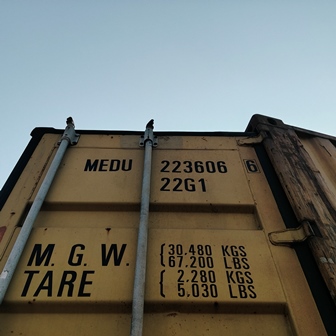 MEDU 223606 6
22G1
M. G. W. { 30.480 KGS
{ 67.200 LBS
TARE { 2.280 KGS
{ 5.030 LBS